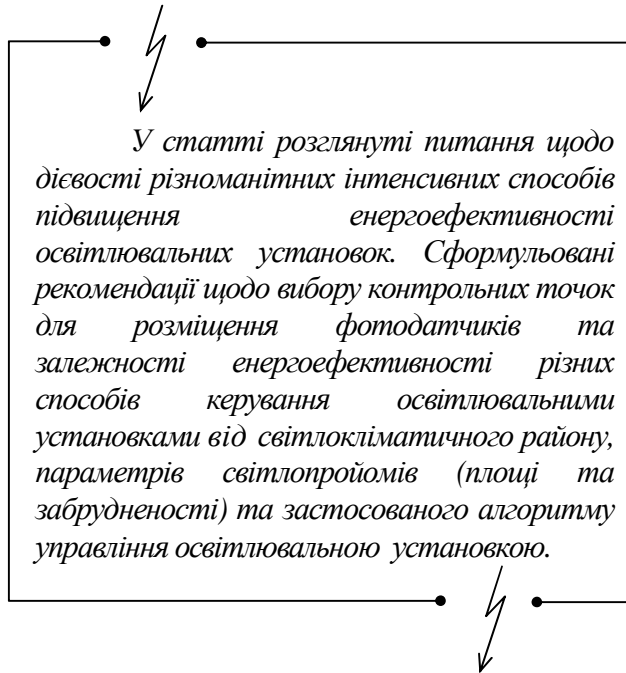 У статті розглянуті питання щодо
дієвості різноманітних інтенсивних способів
підвищення енергоефективності
освітлювальних установок. Сформульовані
рекомендації щодо вибору контрольних точок
для розміщення фотодатчиків та
залежності енергоефективності різних
способів керування освітлювальними
установками від світлокліматичного району,
параметрів світлопройомів (площі та
забрудненості) та застосованого алгоритму
управління освітлювальною установкою.